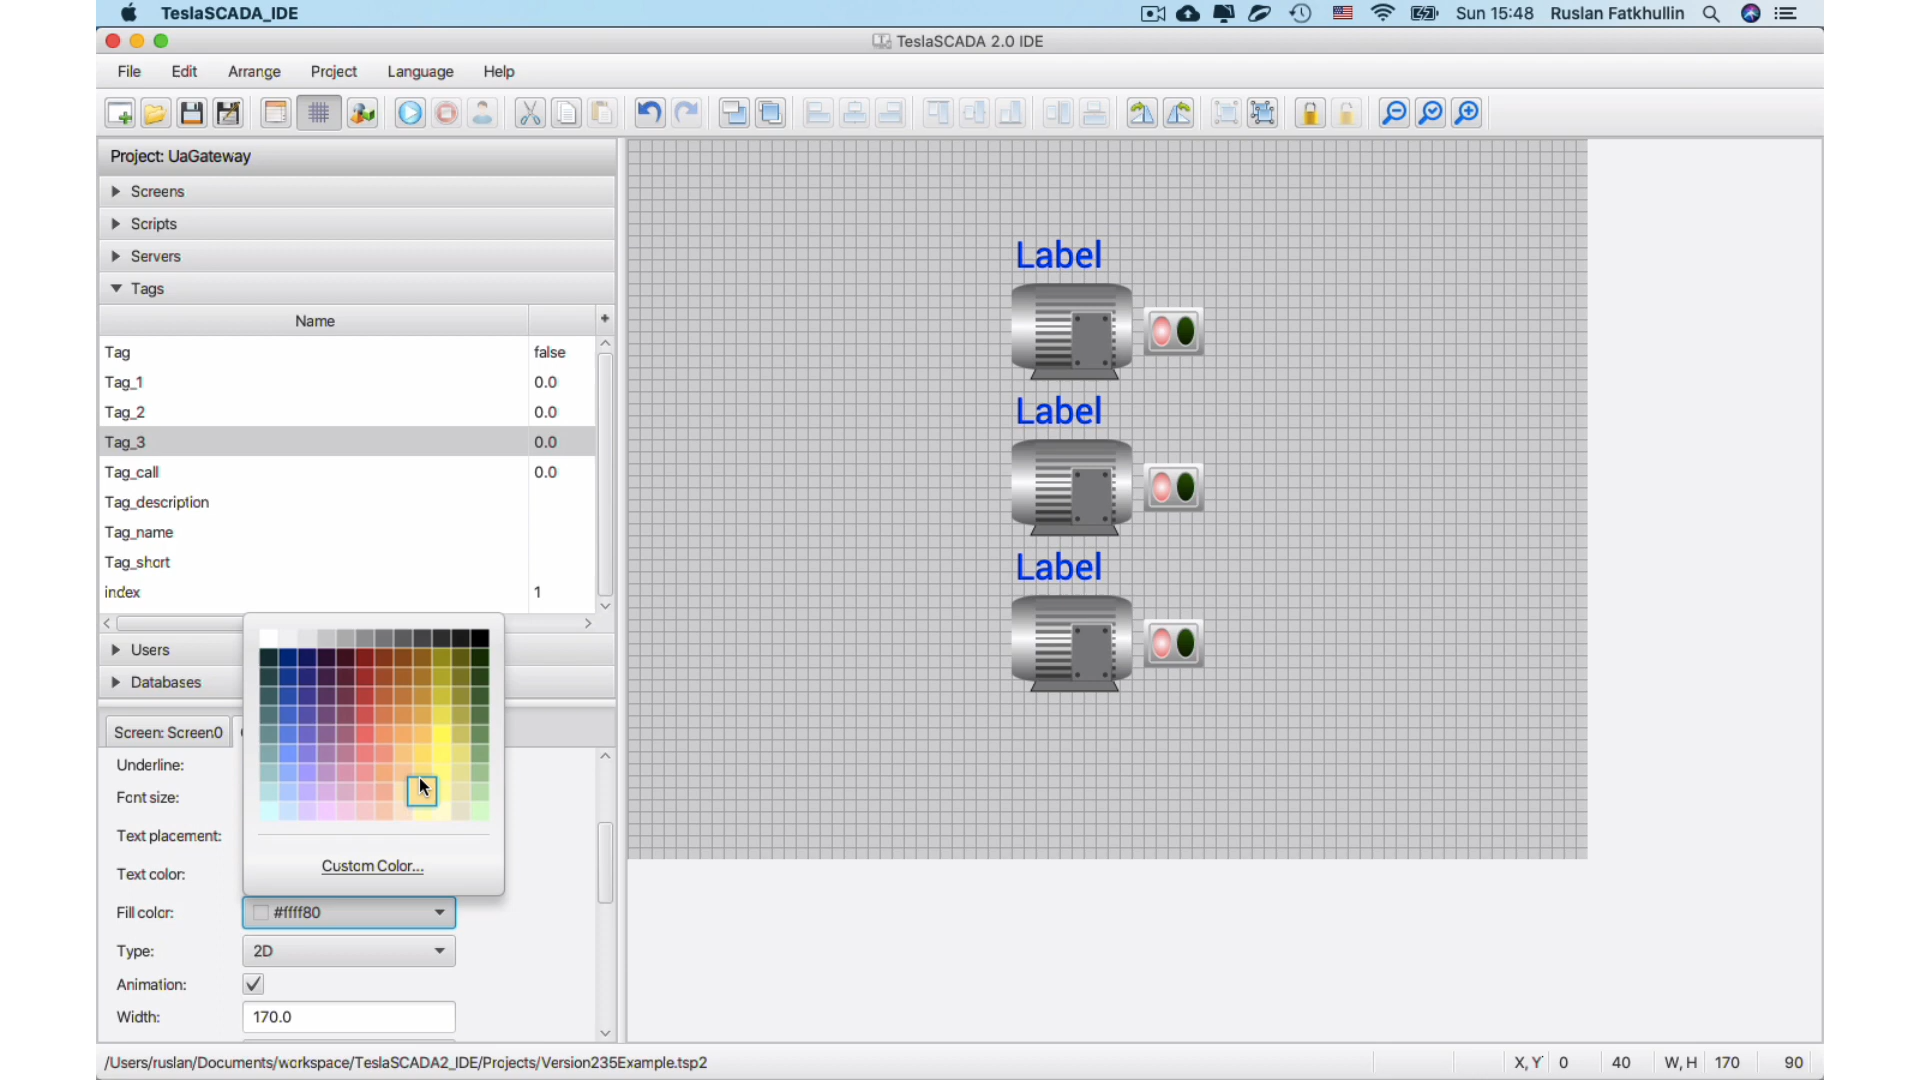 TeslaSCADA_IDE
Sun 15:48 Ruslan Fatkhullin
TeslaSCADA 2.0 IDE
File Edit Arrange Project Language Help
Project: UaGateway
Screens
Scripts
Servers
Tags
Name +
Tag false
Tag_1 0.0
Tag_2 0.0
Tag_3 0.0
Tag_call 0.0
Tag_description
Tag_name
Tag_short
index 1
Users
Databases
Screen: Screen0
Underline:
Font size:
Text placement:
Custom Color...
Text color:
Fill color: #ffff80
Type: 2D
Animation:
Width: 170.0
Label
Label
Label
/Users/ruslan/Documents/workspace/TeslaSCADA2_IDE/Projects/Version235Example.tsp2
X, Y 0 40 W, H 170 90